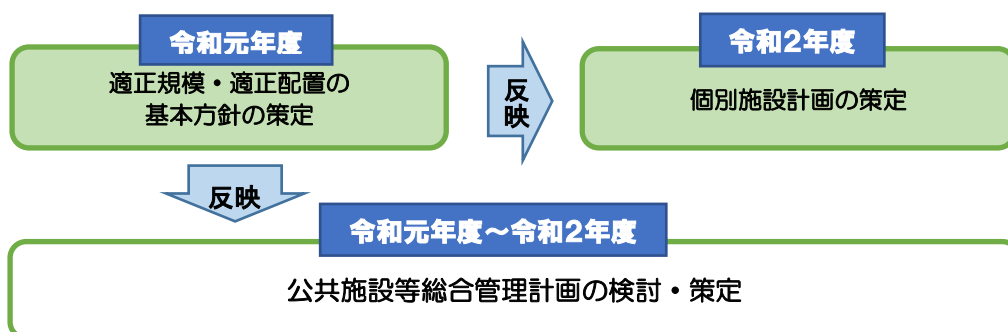 令和元年度
適正規模・適正配置の
基本方針の策定
反映
令和2年度
個別施設計画の策定
反映
令和元年度～令和2年度
公共施設等総合管理計画の検討・策定